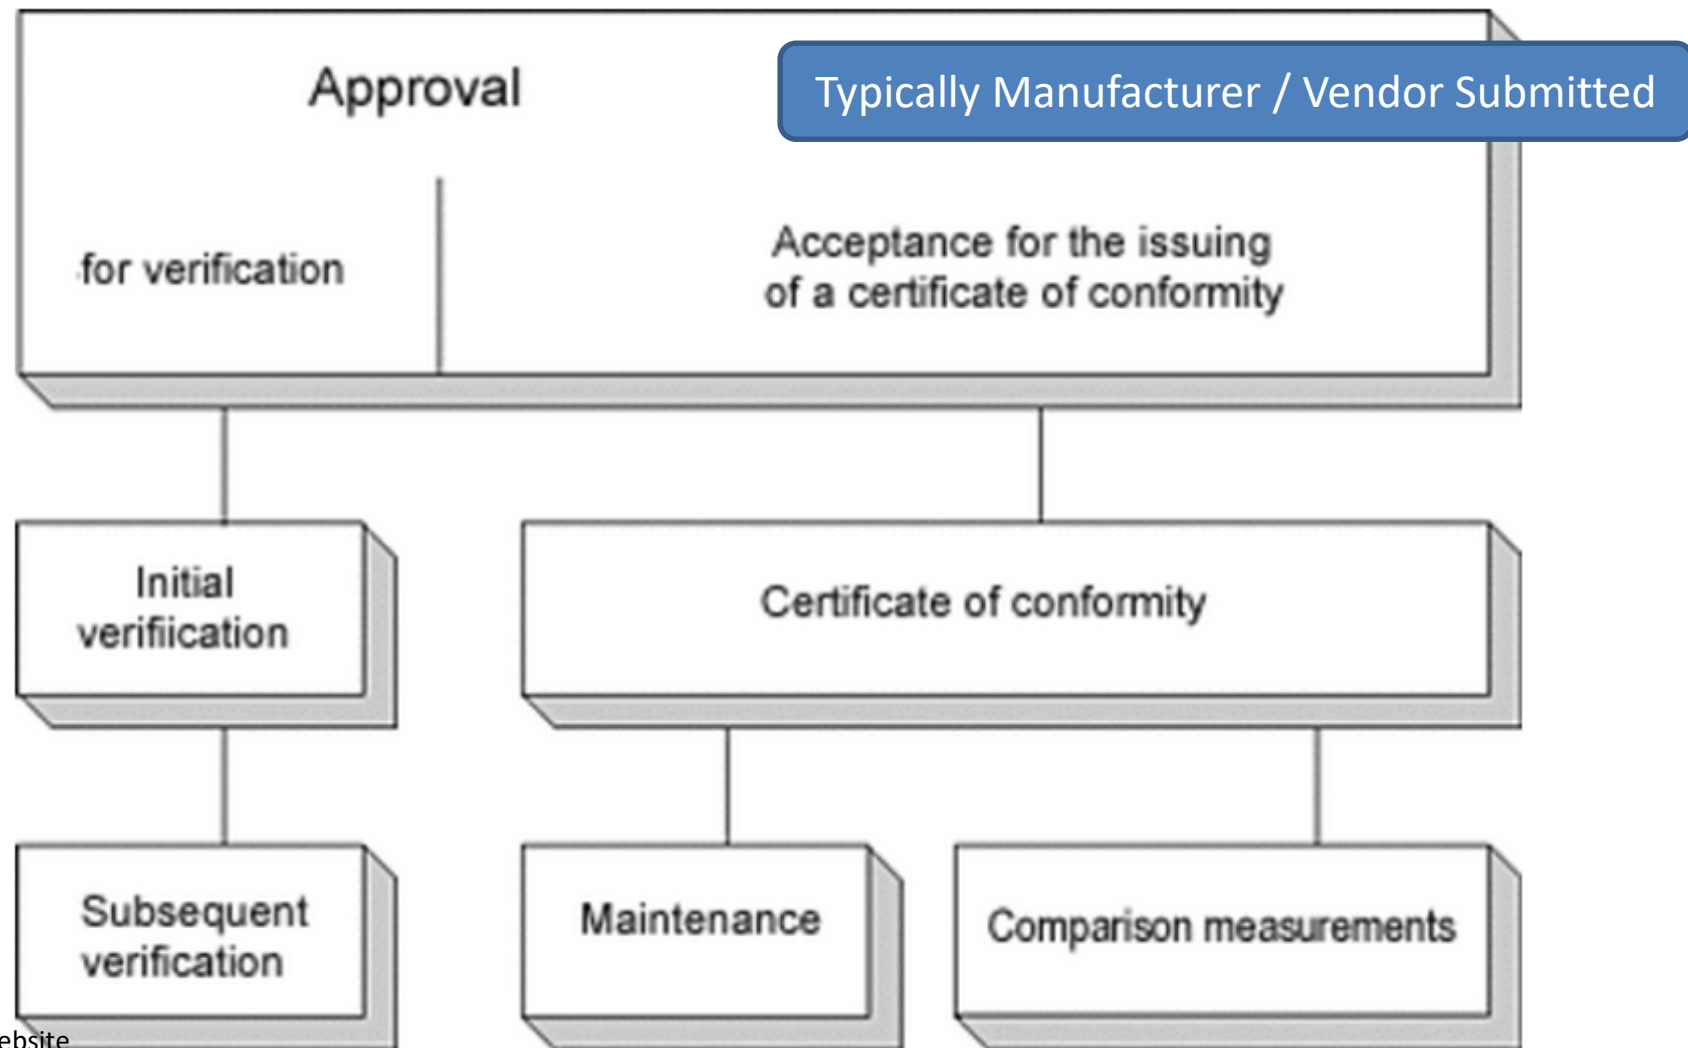 Approval
Typically Manufacturer / Vendor Submitted
for verification
Acceptance for the issuing
of a certificate of conformity
Initial
verifiication
Certificate of conformity
Subsequent
verification
Maintenance
Comparison measurements